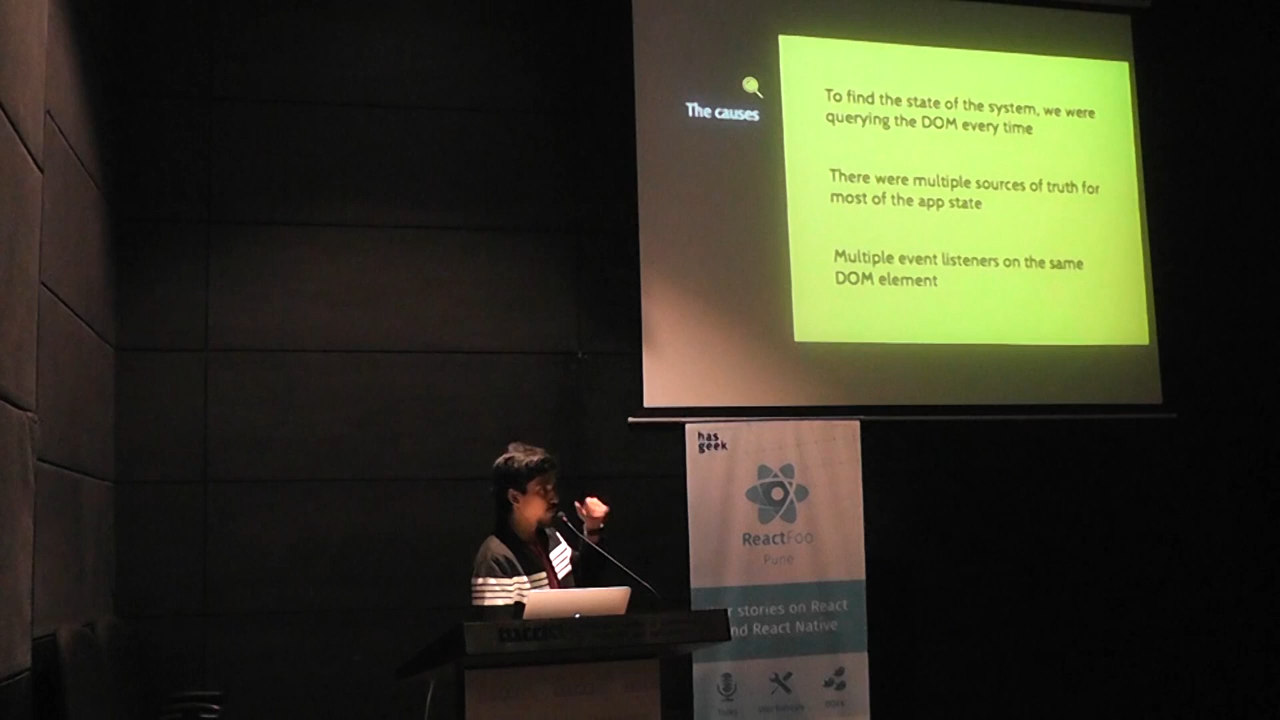 The causes
To find the state of the system, we were
querying the DOM every time
There were multiple sources of truth for
most of the app state
Multiple event listeners on the same
DOM element
has
geek
ReactFoo
Pune
stories on React
React Native